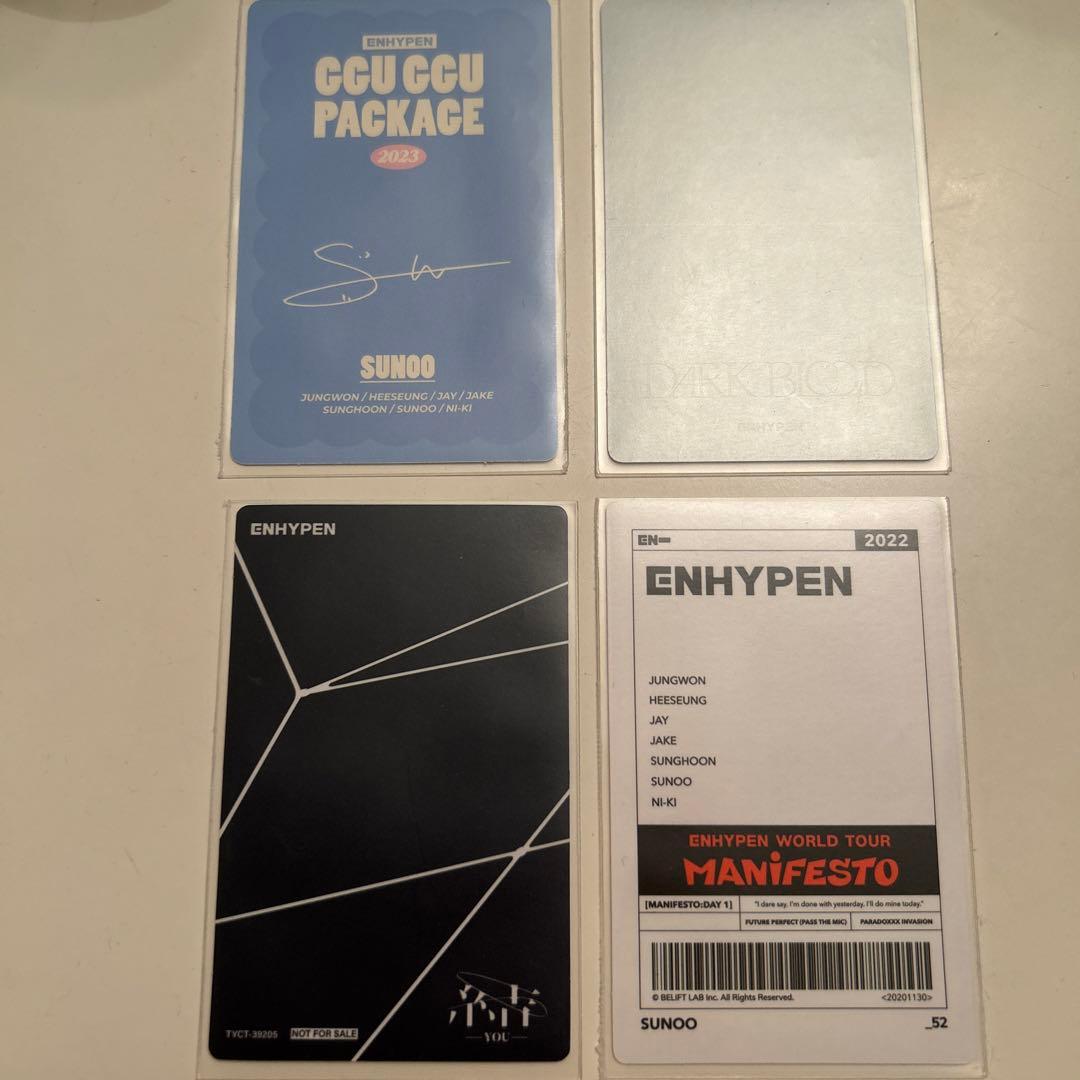 ENHYPEN
GGU GGU
PACKAGE
2023
SUNOO
JUNGWON / HEESEUNG / JAY / JAKE
SUNGHOON / SUNOO / NI-KI
DARK BLOOD
ENHYPEN
ENHYPEN
TYCT-39205 NOT FOR SALE
YOU
EN-
2022
ENHYPEN
JUNGWON
HEESEUNG
JAY
JAKE
SUNGHOON
SUNOO
NI-KI
ENHYPEN WORLD TOUR
MANiFESTO
[MANIFESTO:DAY 1]
"I dare say, I'm done with yesterday. I'll do mine today."
FUTURE PERFECT (PASS THE MIC)
PARADOXXX INVASION
© BELIFT LAB Inc. All Rights Reserved.
<20201130>
SUNOO
_52